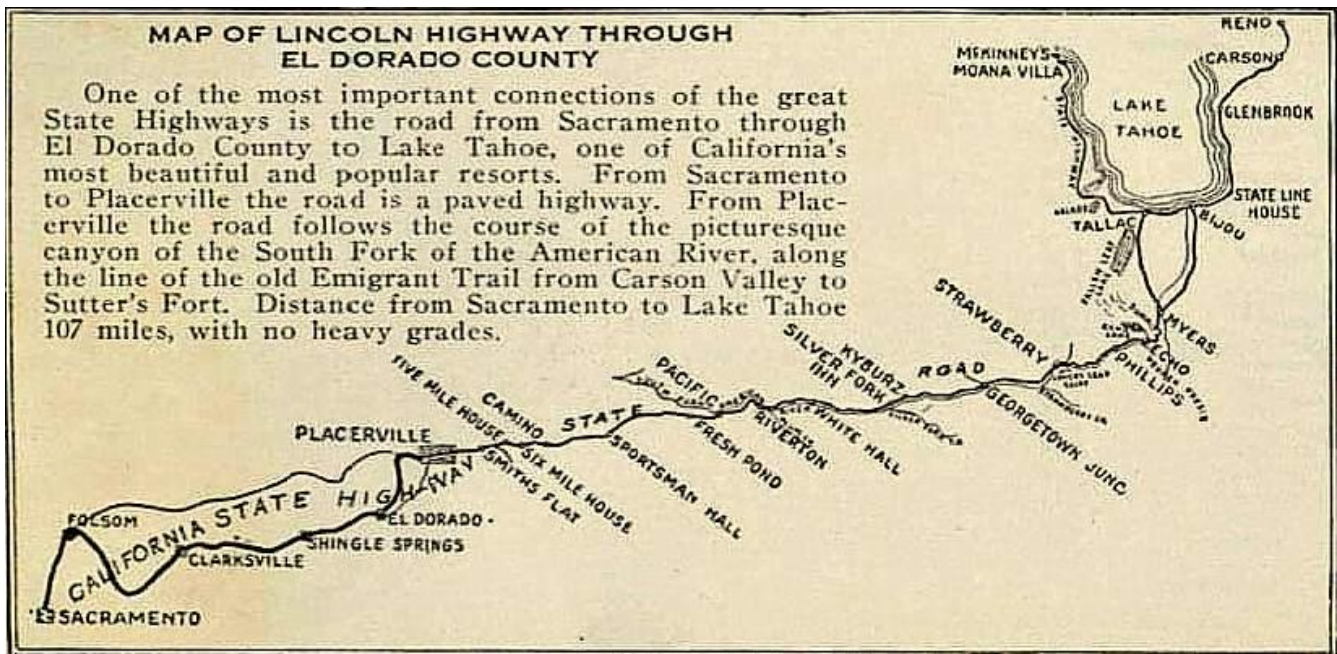 MAP OF LINCOLN HIGHWAY THROUGH
EL DORADO COUNTY
One of the most important connections of the great
State Highways is the road from Sacramento through
El Dorado County to Lake Tahoe, one of California's
most beautiful and popular resorts. From Sacramento
to Placerville the road is a paved highway. From Plac-
erville the road follows the course of the picturesque
canyon of the South Fork of the American River, along
the line of the old Emigrant Trail from Carson Valley to
Sutter's Fort. Distance from Sacramento to Lake Tahoe
107 miles, with no heavy grades.
RENO
CARSON
McKINNEY'S
MOANA VILLA
LAKE
TAHOE
GLENBROOK
STATE HIGHWAY
STATE LINE
HOUSE
TALLAC
BIJOU
FALLEN LEAF
MYERS
ECHO
PHILLIPS
STRAWBERRY
GEORGETOWN JUNC.
ROAD
KYBURZ
SILVER FORK
INN
WHITE HALL
RIVERTON
PACIFIC
FRESH POND
STATE
SPORTSMAN HALL
CAMINO
SIX MILE HOUSE
FIVE MILE HOUSE
SMITHS FLAT
PLACERVILLE
CALIFORNIA STATE HIGHWAY
EL DORADO
SHINGLE SPRINGS
CLARKSVILLE
FOLSOM
SACRAMENTO